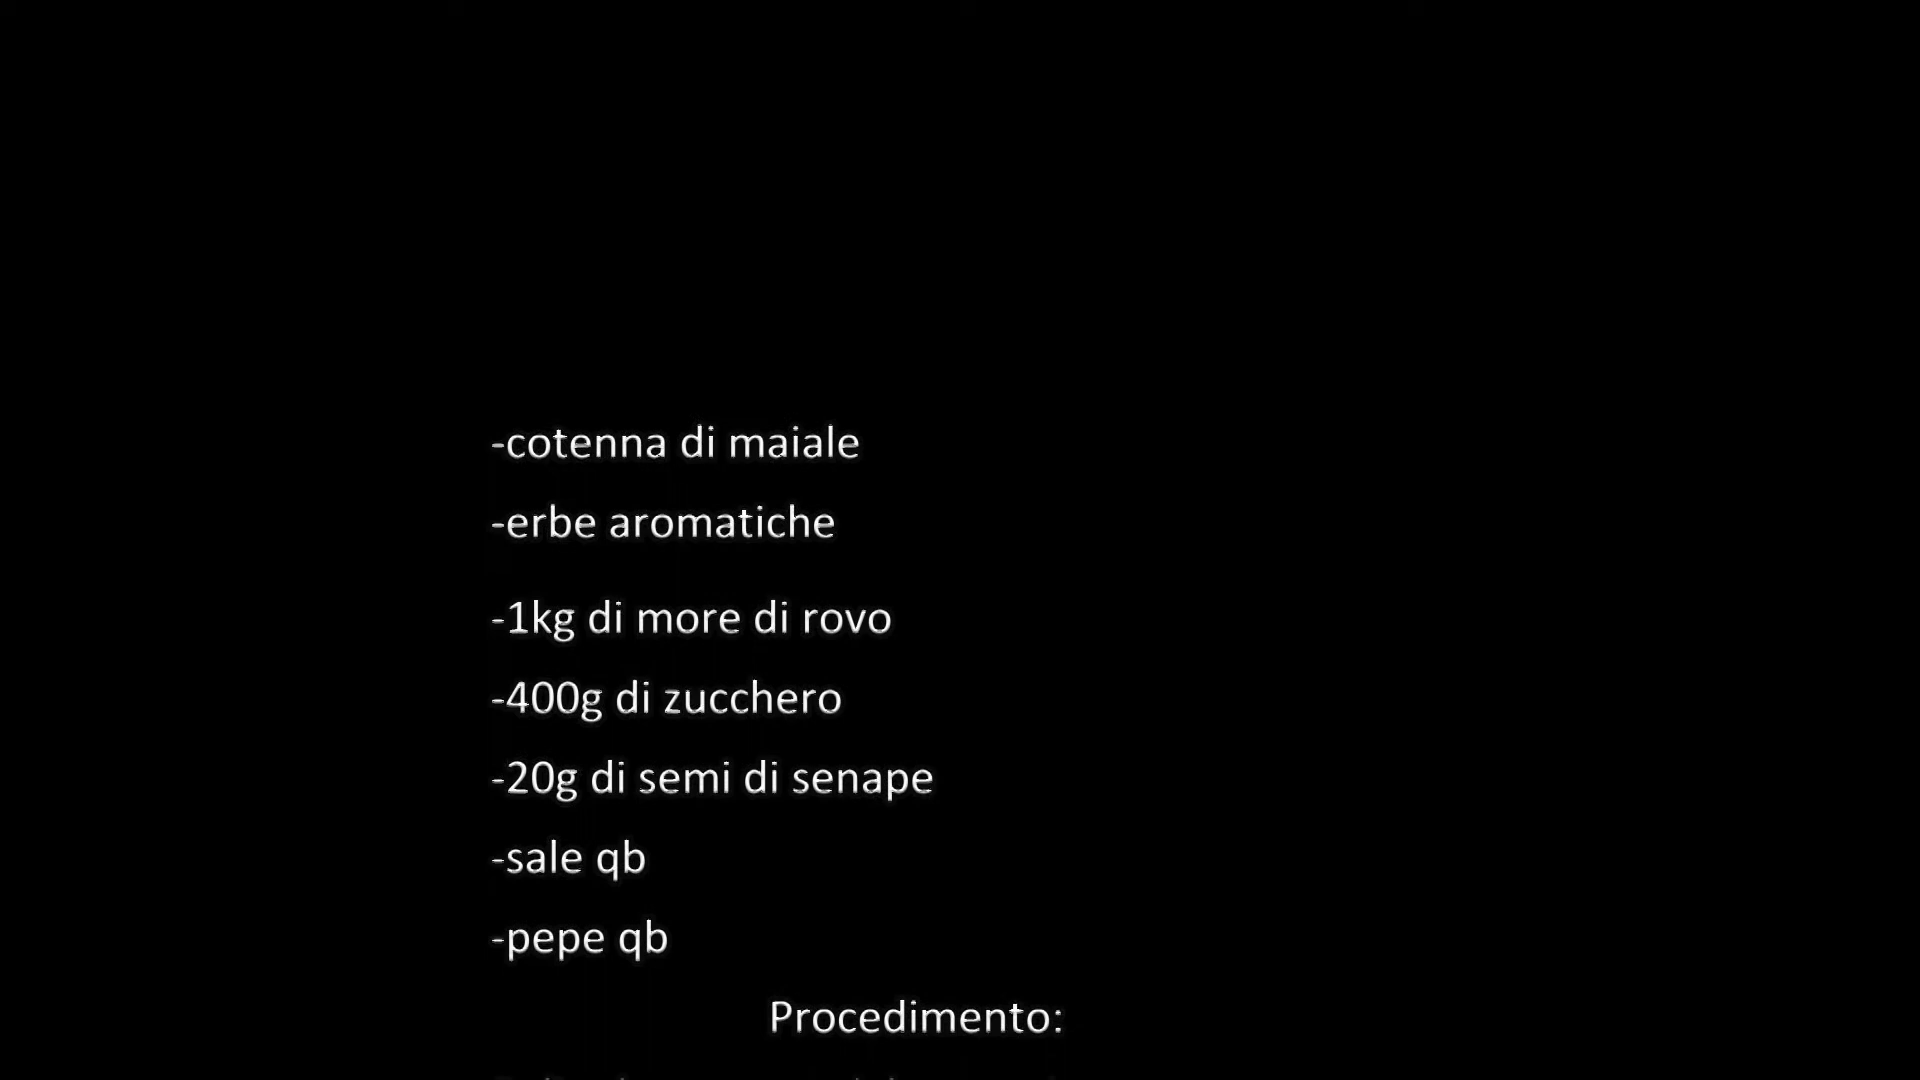 -cotenna di maiale
-erbe aromatiche
-1kg di more di rovo
-400g di zucchero
-20g di semi di senape
-sale qb
-pepe qb
Procedimento: